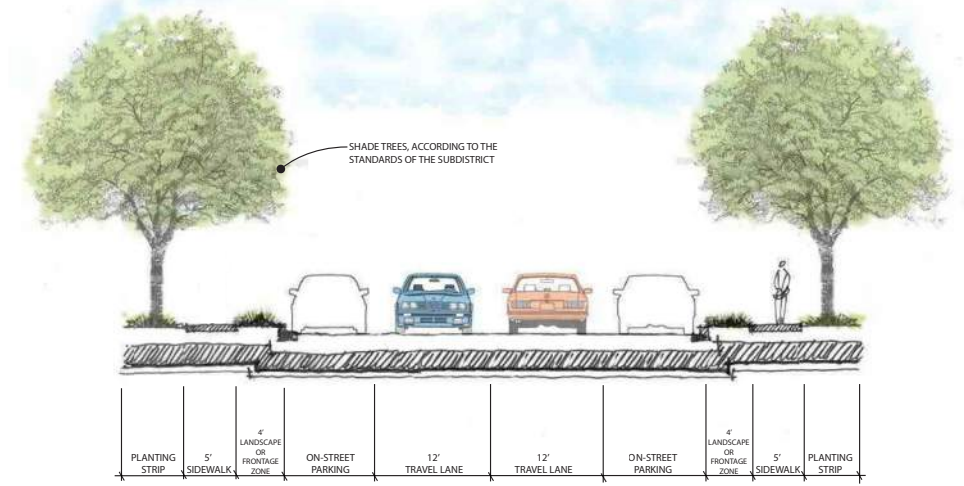 SHADE TREES, ACCORDING TO THE
STANDARDS OF THE SUBDISTRICT
PLANTING
STRIP
5'
SIDEWALK
4'
LANDSCAPE
OR
FRONTAGE
ZONE
ON-STREET
PARKING
12'
TRAVEL LANE
12'
TRAVEL LANE
ON-STREET
PARKING
4'
LANDSCAPE
OR
FRONTAGE
ZONE
5'
SIDEWALK
PLANTING
STRIP